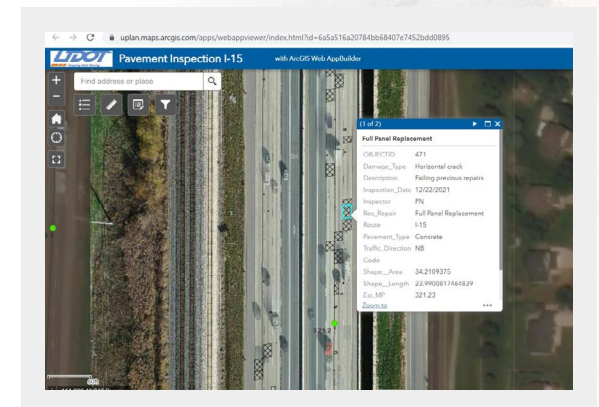 uplan.maps.arcgis.com/apps/webappviewer/index.html?id=6a5a516a20784bb68407e7452bdd0895
UDOT Pavement Inspection I-15 with ArcGIS Web AppBuilder
Find address or place
(1 of 2)
Full Panel Replacement
OBJECTID 471
Damage_Type Horizontal crack
Description Failing previous repairs
Inspection_Date 12/22/2021
Inspector PN
Rec_Repair Full Panel Replacement
Route I-15
Pavement_Type Concrete
Traffic_Direction NB
Code
Shape__Area 34.2109375
Shape__Length 23.9900817464839
Est_MP 321.23
Zoom to •••
321.2